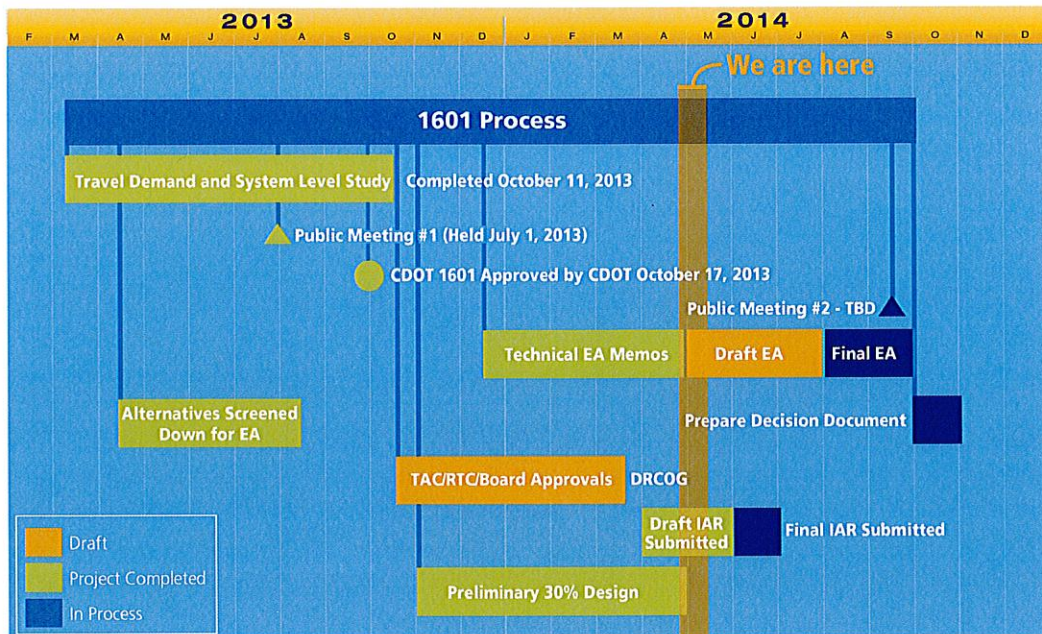 2013 2014
F M A M J J A S O N D J F M A M J J A S O N D
We are here
1601 Process
Travel Demand and System Level Study Completed October 11, 2013
Public Meeting #1 (Held July 1, 2013)
CDOT 1601 Approved by CDOT October 17, 2013
Public Meeting #2 - TBD
Technical EA Memos Draft EA Final EA
Alternatives Screened
Down for EA
Prepare Decision Document
TAC/RTC/Board Approvals DRCOG
Draft IAR
Submitted Final IAR Submitted
Preliminary 30% Design
Draft
Project Completed
In Process